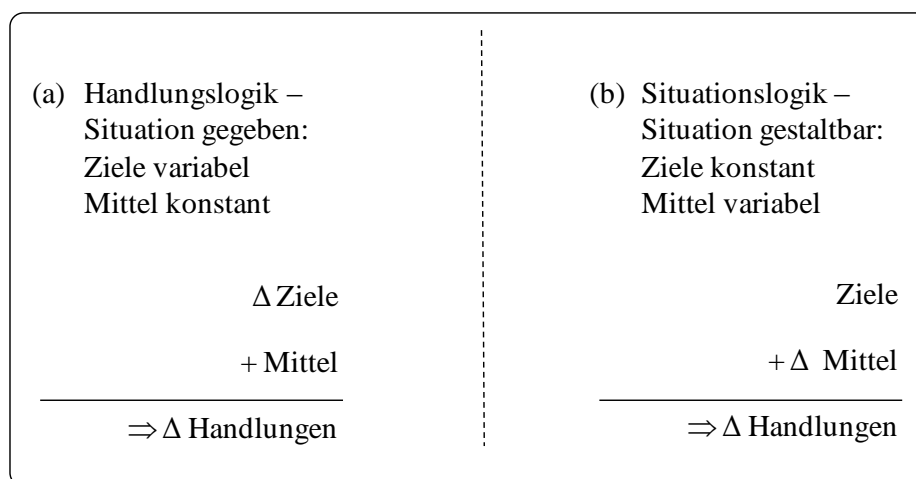 (a) Handlungslogik –
Situation gegeben:
Ziele variabel
Mittel konstant
Δ Ziele
+ Mittel
⇒ Δ Handlungen
(b) Situationslogik –
Situation gestaltbar:
Ziele konstant
Mittel variabel
Ziele
+ Δ Mittel
⇒ Δ Handlungen